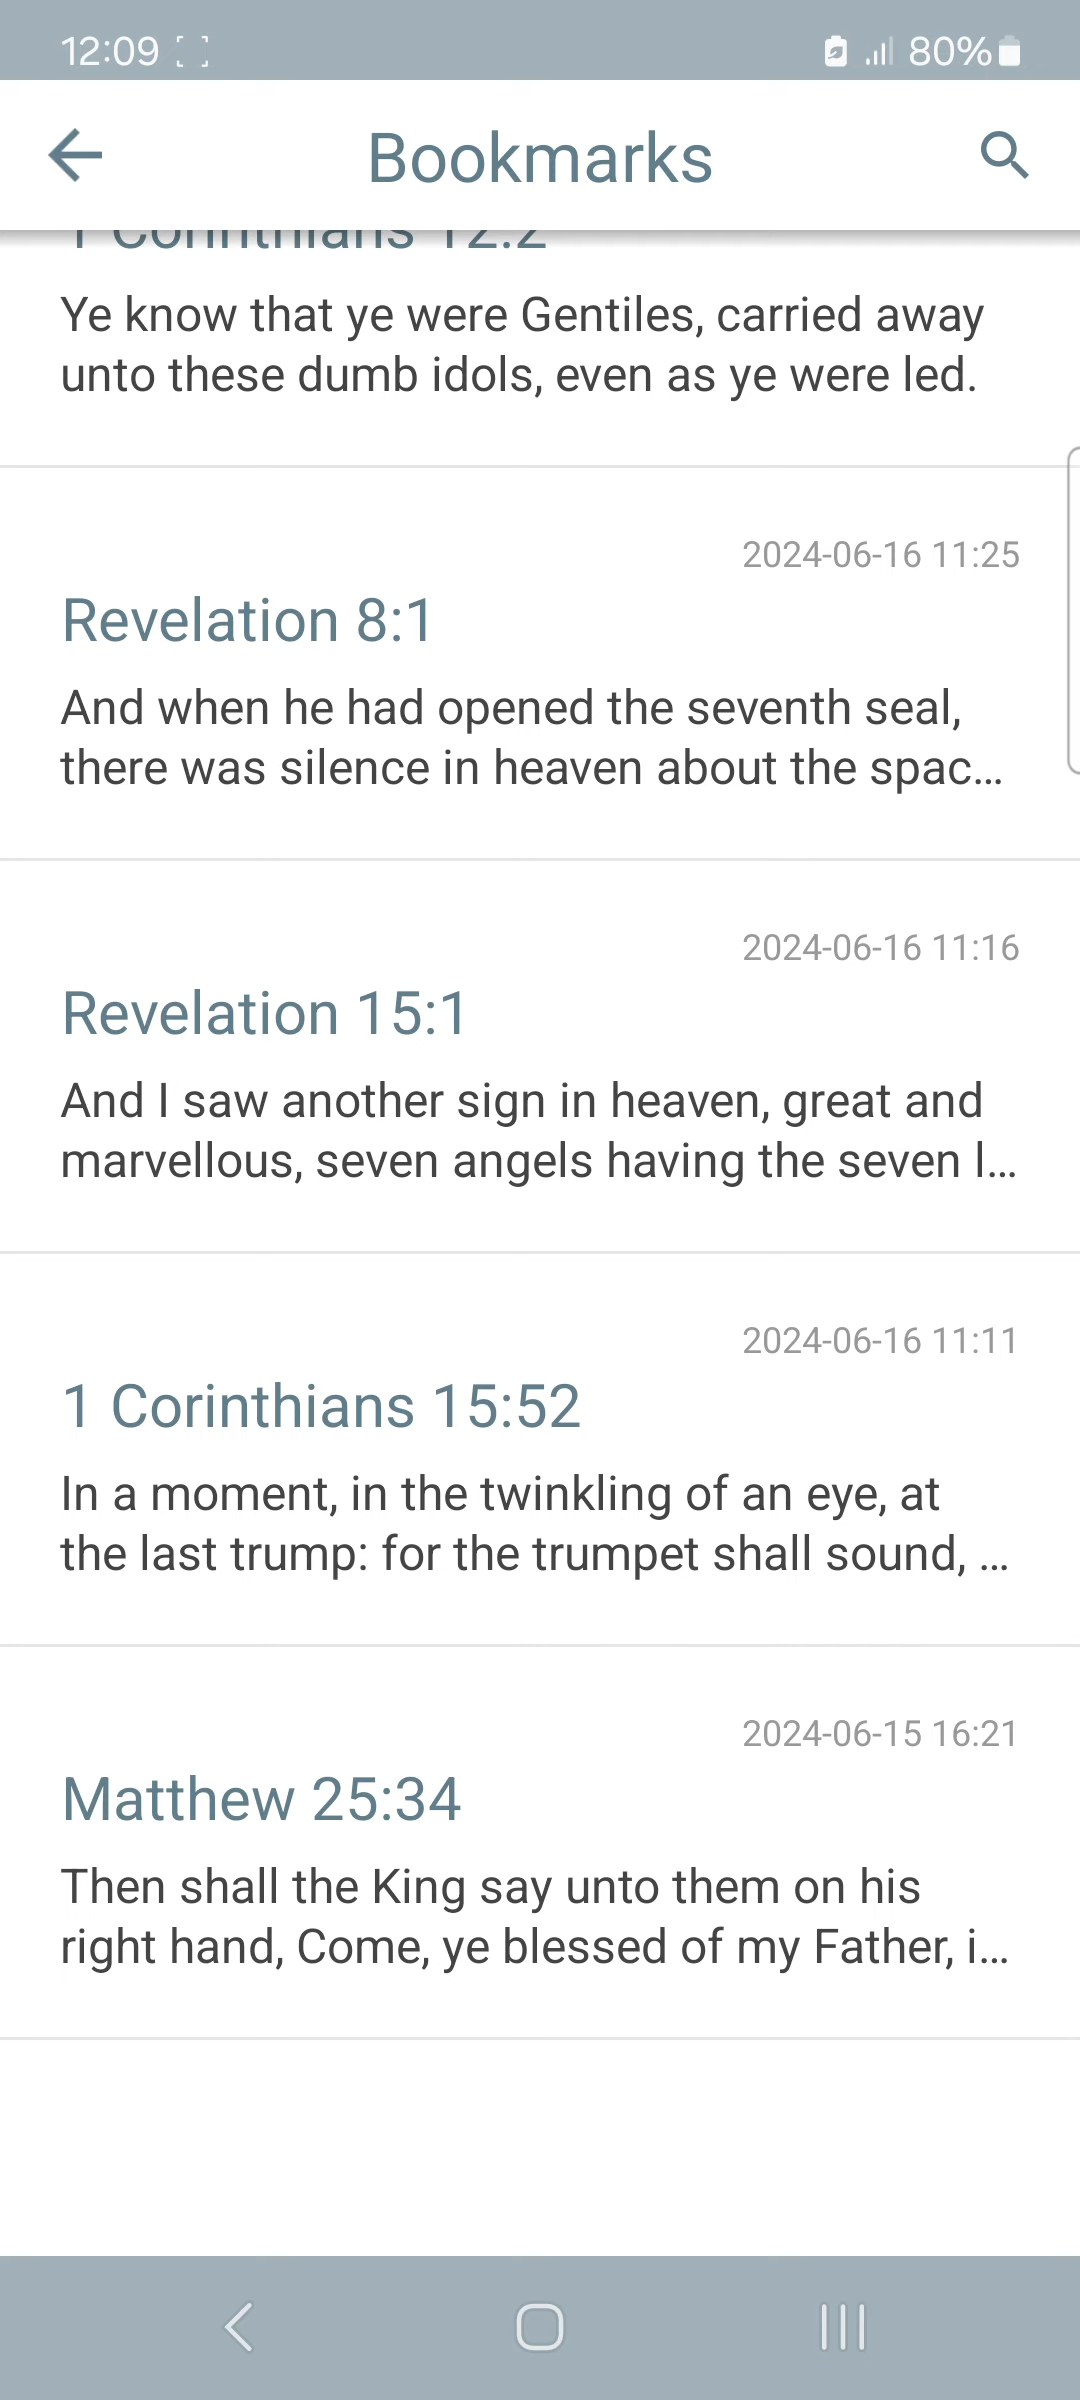 12:09
80%
Bookmarks
1 Corinthians 12:2
Ye know that ye were Gentiles, carried away
unto these dumb idols, even as ye were led.
2024-06-16 11:25
Revelation 8:1
And when he had opened the seventh seal,
there was silence in heaven about the spac...
2024-06-16 11:16
Revelation 15:1
And I saw another sign in heaven, great and
marvellous, seven angels having the seven l...
2024-06-16 11:11
1 Corinthians 15:52
In a moment, in the twinkling of an eye, at
the last trump: for the trumpet shall sound, ...
2024-06-15 16:21
Matthew 25:34
Then shall the King say unto them on his
right hand, Come, ye blessed of my Father, i...